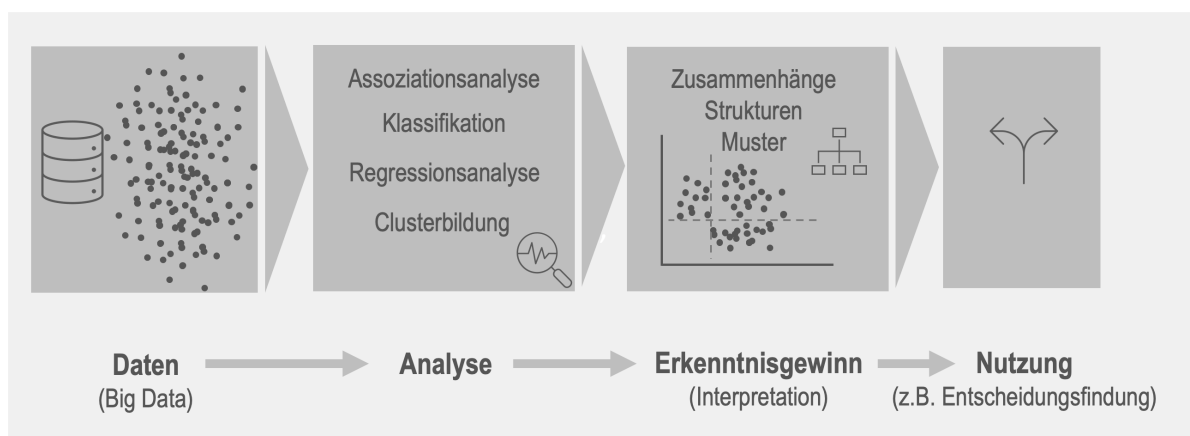 Assoziationsanalyse
Klassifikation
Regressionsanalyse
Clusterbildung
Zusammenhänge
Strukturen
Muster
Daten
(Big Data)
Analyse
Erkenntnisgewinn
(Interpretation)
Nutzung
(z.B. Entscheidungsfindung)